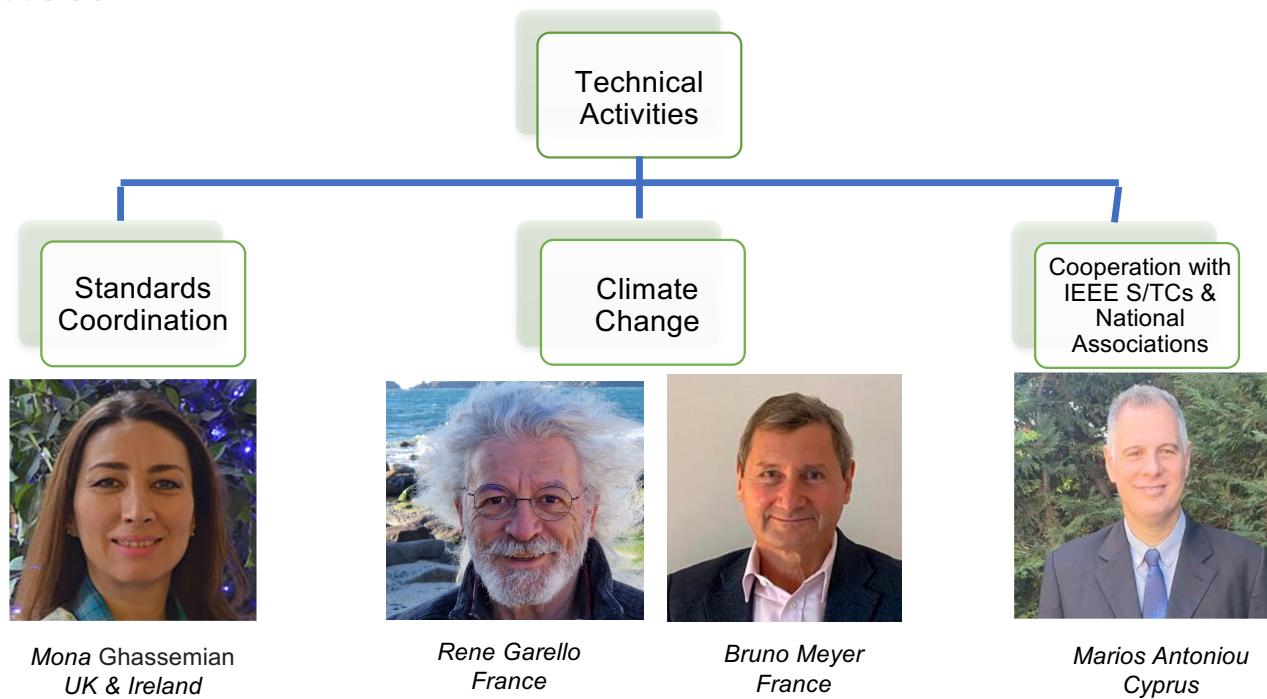 Technical
Activities
Standards
Coordination
Climate
Change
Cooperation with
IEEE S/TCs &
National
Associations
Mona Ghassemian
UK & Ireland
Rene Garello
France
Bruno Meyer
France
Marios Antoniou
Cyprus